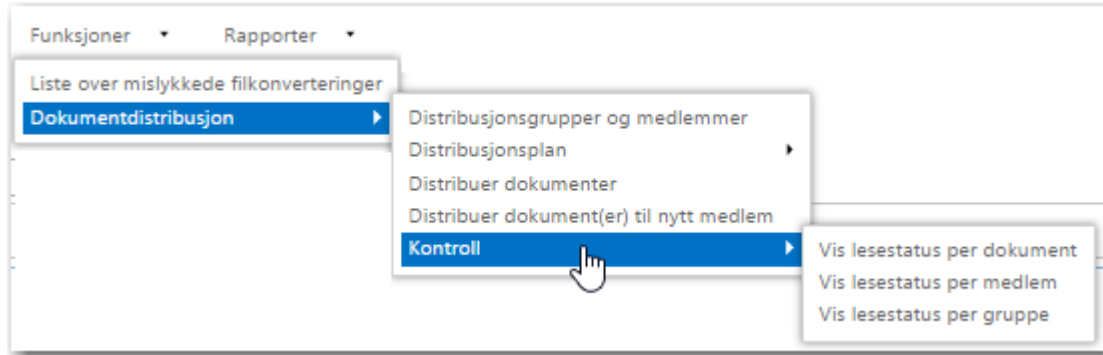 Funksjoner Rapporter
Liste over mislykkede filkonverteringer
Dokumentdistribusjon
Distribusjonsgrupper og medlemmer
Distribusjonsplan
Distribuer dokumenter
Distribuer dokument(er) til nytt medlem
Kontroll
Vis lesestatus per dokument
Vis lesestatus per medlem
Vis lesestatus per gruppe